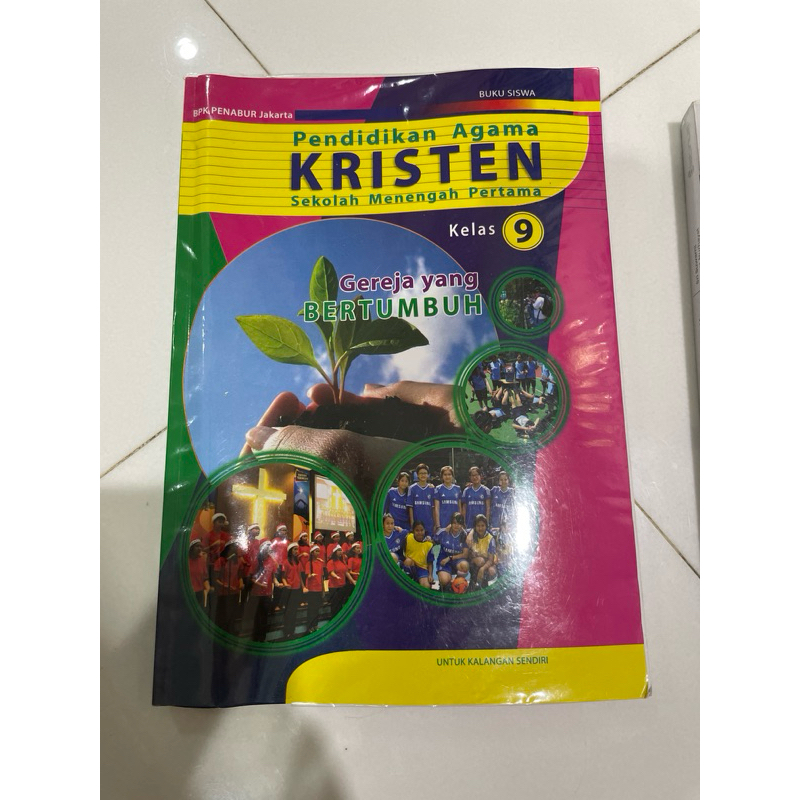 BUKU SISWA
BPK PENABUR Jakarta
Pendidikan Agama
KRISTEN
Sekolah Menengah Pertama
Kelas 9
Gereja yang
BERTUMBUH
SAMSUNG
UNTUK KALANGAN SENDIRI